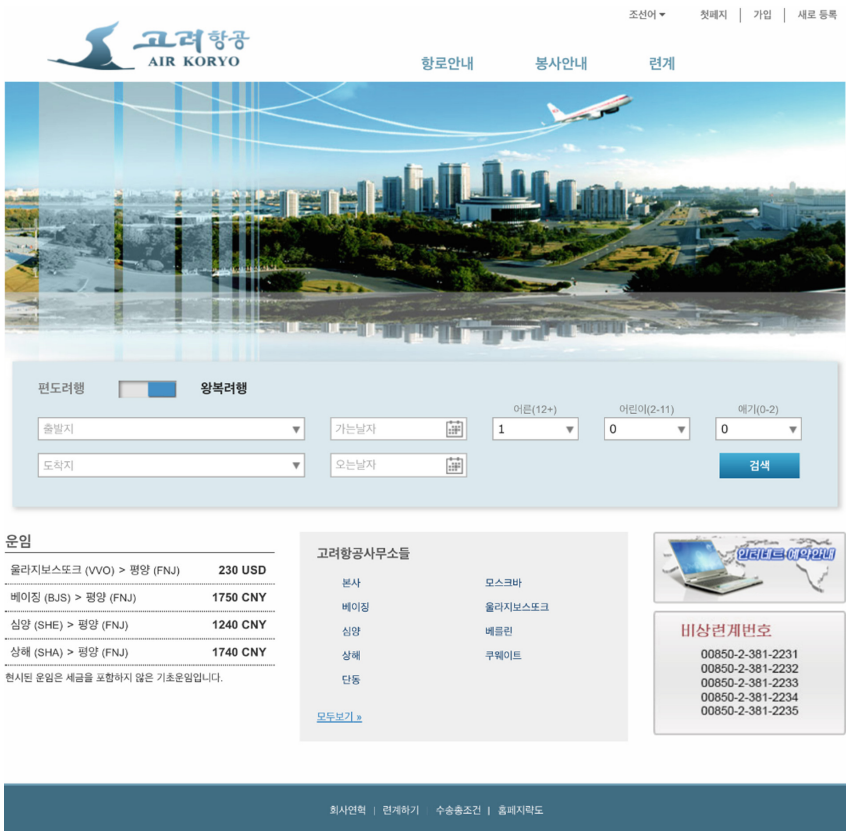 조선어 첫페지 가입 새로 등록
고려항공
AIR KORYO
항로안내 봉사안내 련계
편도려행 왕복려행
어른(12+) 어린이(2-11) 애기(0-2)
출발지 가는날자 1 0 0
도착지 오는날자 검색
운임
울라지보스또크 (VVO) > 평양 (FNJ) 230 USD
베이징 (BJS) > 평양 (FNJ) 1750 CNY
심양 (SHE) > 평양 (FNJ) 1240 CNY
상해 (SHA) > 평양 (FNJ) 1740 CNY
현시된 운임은 세금을 포함하지 않은 기초운임입니다.
고려항공사무소들
본사 모스크바
베이징 울라지보스또크
심양 베를린
상해 쿠웨이트
단동
모두보기 »
인터네트 예약안내
비상련계번호
00850-2-381-2231
00850-2-381-2232
00850-2-381-2233
00850-2-381-2234
00850-2-381-2235
회사연혁 | 련계하기 | 수송총조건 | 홈페지략도